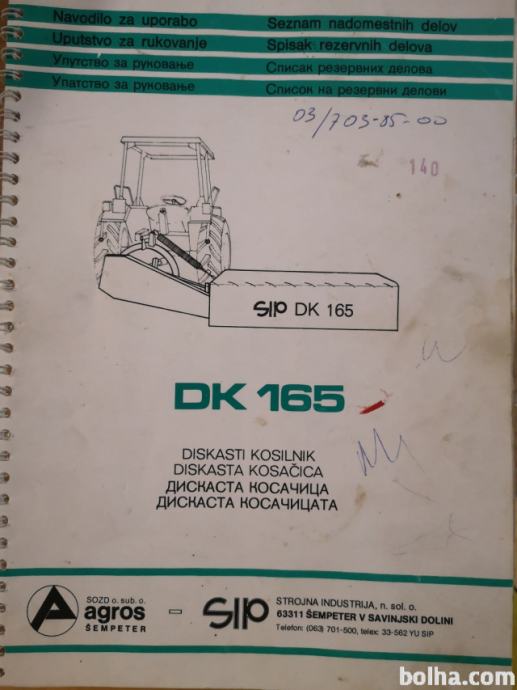 Navodilo za uporabo
Uputstvo za rukovanje
Упутство за руковање
Упатство за руковање
Seznam nadomestnih delov
Spisak rezervnih delova
Списак резервних делова
Список на резервни делови
03/703-85-00
140
SIP DK 165
DK 165
DISKASTI KOSILNIK
DISKASTA KOSAČICA
ДИСКАСТА КОСАЧИЦА
ДИСКАСТА КОСАЧИЦАТА
SOZD o. sub. o.
agros
ŠEMPETER
- SIP
STROJNA INDUSTRIJA, n. sol. o.
63311 ŠEMPETER V SAVINJSKI DOLINI
Telefon: (063) 701-500, telex: 33-562 YU SIP
bolha.com